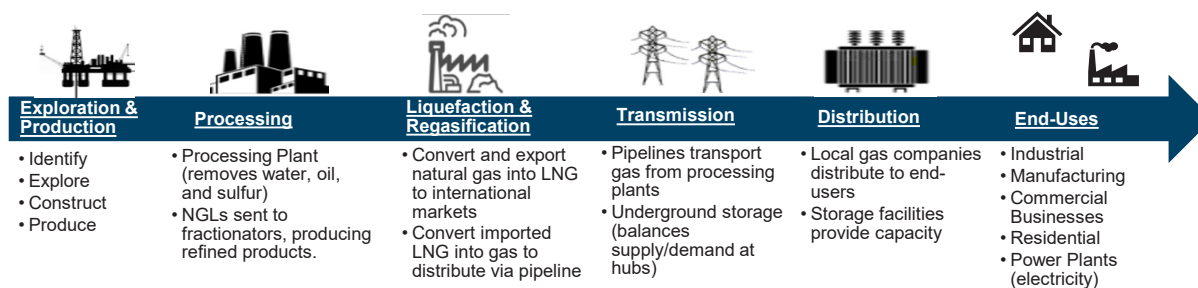 Exploration &
Production
Processing
Liquefaction &
Regasification
Transmission
Distribution
End-Uses
• Identify
• Explore
• Construct
• Produce
• Processing Plant
(removes water, oil,
and sulfur)
• NGLs sent to
fractionators, producing
refined products.
• Convert and export
natural gas into LNG
to international
markets
• Convert imported
LNG into gas to
distribute via pipeline
• Pipelines transport
gas from processing
plants
• Underground storage
(balances
supply/demand at
hubs)
• Local gas companies
distribute to end-
users
• Storage facilities
provide capacity
• Industrial
• Manufacturing
• Commercial
Businesses
• Residential
• Power Plants
(electricity)